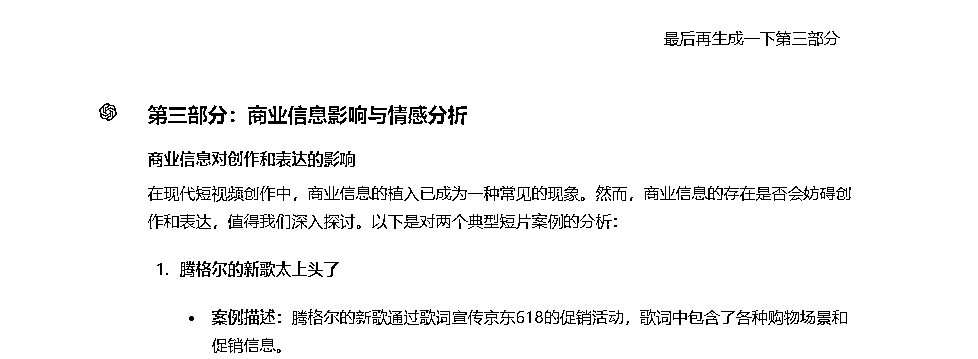 最后再生成一下第三部分
第三部分：商业信息影响与情感分析
商业信息对创作和表达的影响
在现代短视频创作中，商业信息的植入已成为一种常见的现象。然而，商业信息的存在是否会妨碍创
作和表达，值得我们深入探讨。以下是对两个典型短片案例的分析：
1. 腾格尔的新歌太上头了
• 案例描述：腾格尔的新歌通过歌词宣传京东618的促销活动，歌词中包含了各种购物场景和
促销信息。